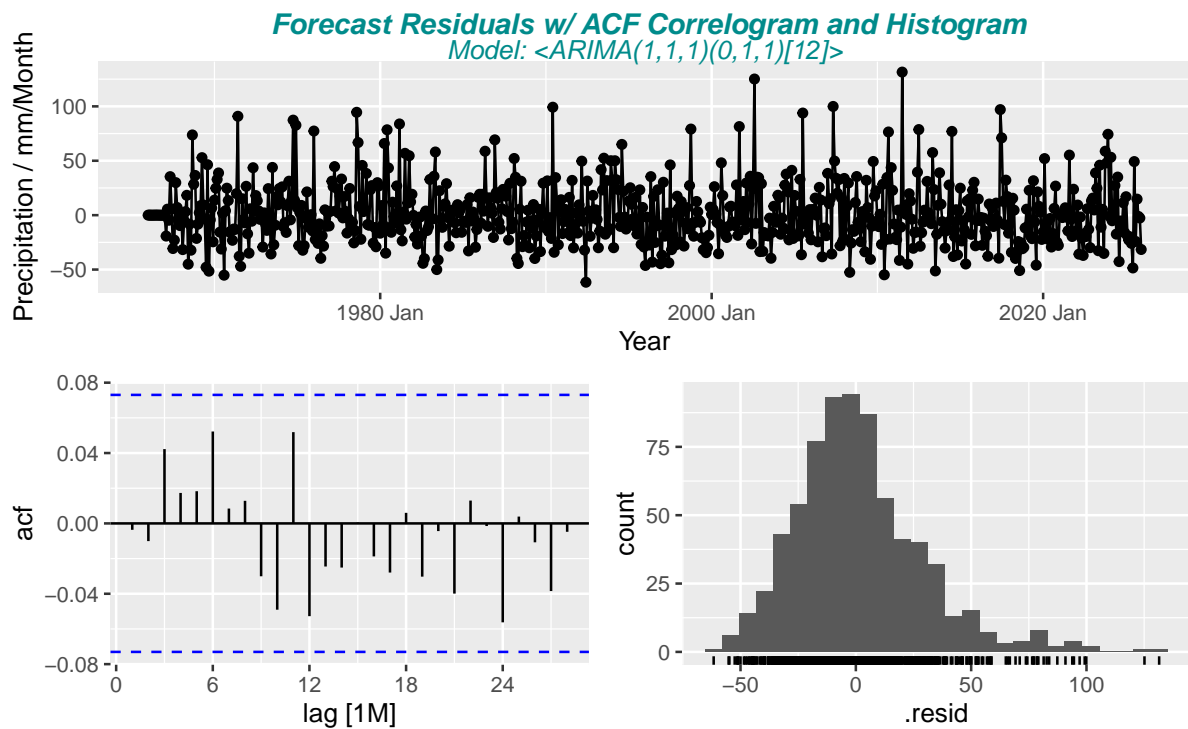 Forecast Residuals w/ ACF Correlogram and Histogram
Model: <ARIMA(1,1,1)(0,1,1)[12]>
Precipitation / mm/Month
100
50
0
−50
1980 Jan
2000 Jan
2020 Jan
Year
acf
0.08
0.04
0.00
−0.04
−0.08
0
6
12
18
24
lag [1M]
count
75
50
25
0
−50
0
50
100
.resid